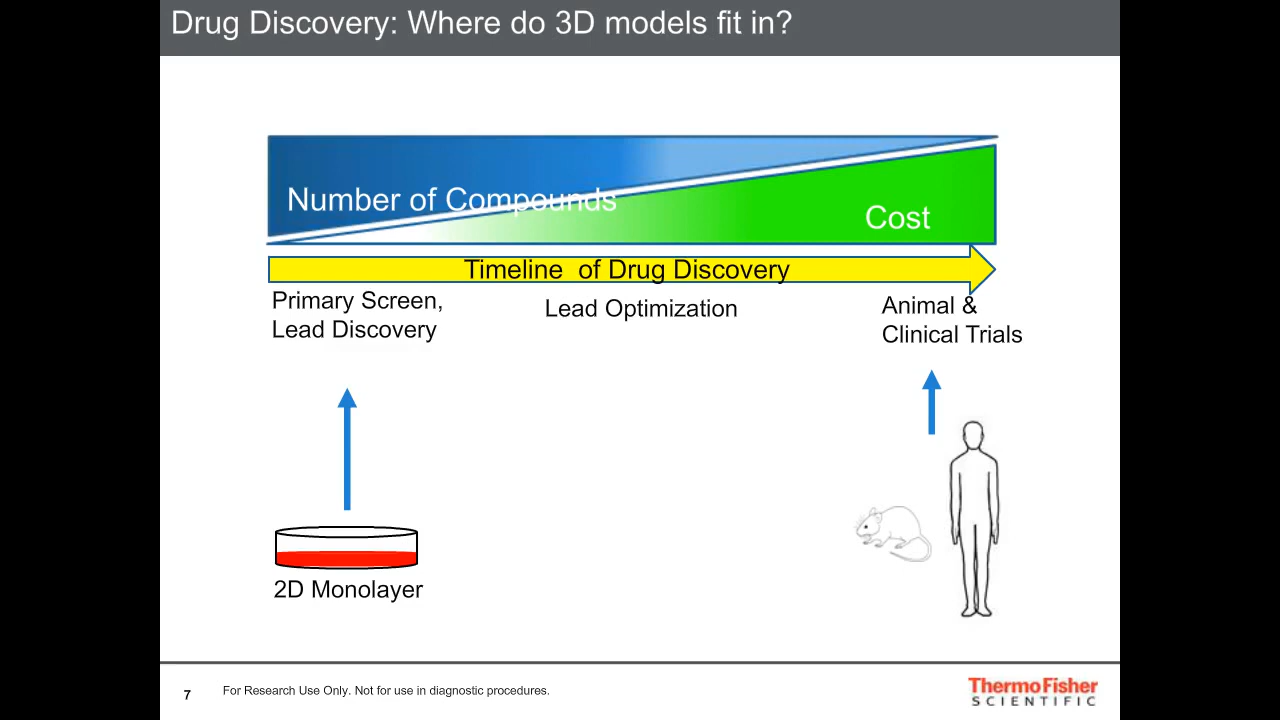 Drug Discovery: Where do 3D models fit in?
Number of Compounds
Cost
Timeline of Drug Discovery
Primary Screen,
Lead Discovery
Lead Optimization
Animal &
Clinical Trials
2D Monolayer
7
For Research Use Only. Not for use in diagnostic procedures.
ThermoFisher
SCIENTIFIC